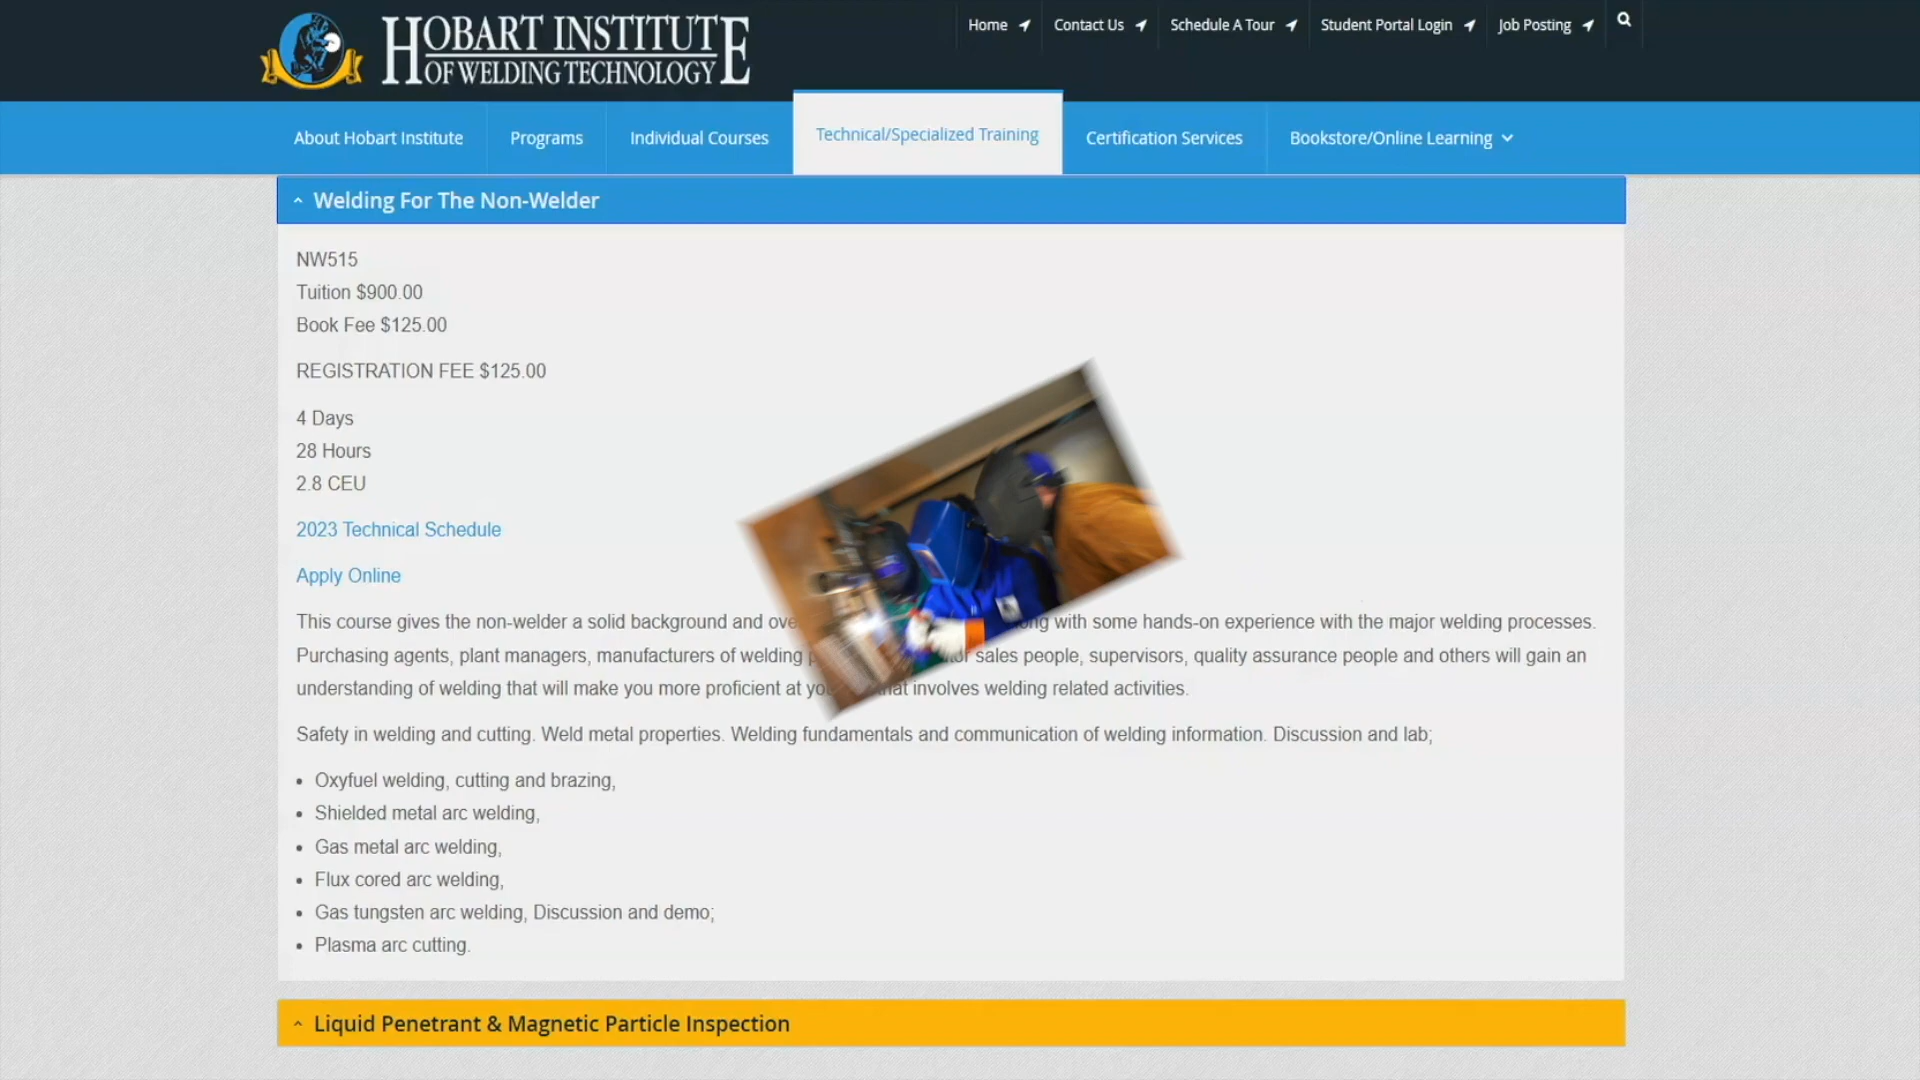 HOBART INSTITUTE
OF WELDING TECHNOLOGY
Home
Contact Us
Schedule A Tour
Student Portal Login
Job Posting
About Hobart Institute
Programs
Individual Courses
Technical/Specialized Training
Certification Services
Bookstore/Online Learning
Welding For The Non-Welder
NW515
Tuition $900.00
Book Fee $125.00
REGISTRATION FEE $125.00
4 Days
28 Hours
2.8 CEU
2023 Technical Schedule
Apply Online
This course gives the non-welder a solid background and with some hands-on experience with the major welding processes.
Purchasing agents, plant managers, manufacturers of welding sales people, supervisors, quality assurance people and others will gain an
understanding of welding that will make you more proficient at involves welding related activities.
Safety in welding and cutting. Weld metal properties. Welding fundamentals and communication of welding information. Discussion and lab;
• Oxyfuel welding, cutting and brazing,
• Shielded metal arc welding,
• Gas metal arc welding,
• Flux cored arc welding,
• Gas tungsten arc welding, Discussion and demo;
• Plasma arc cutting.
Liquid Penetrant & Magnetic Particle Inspection